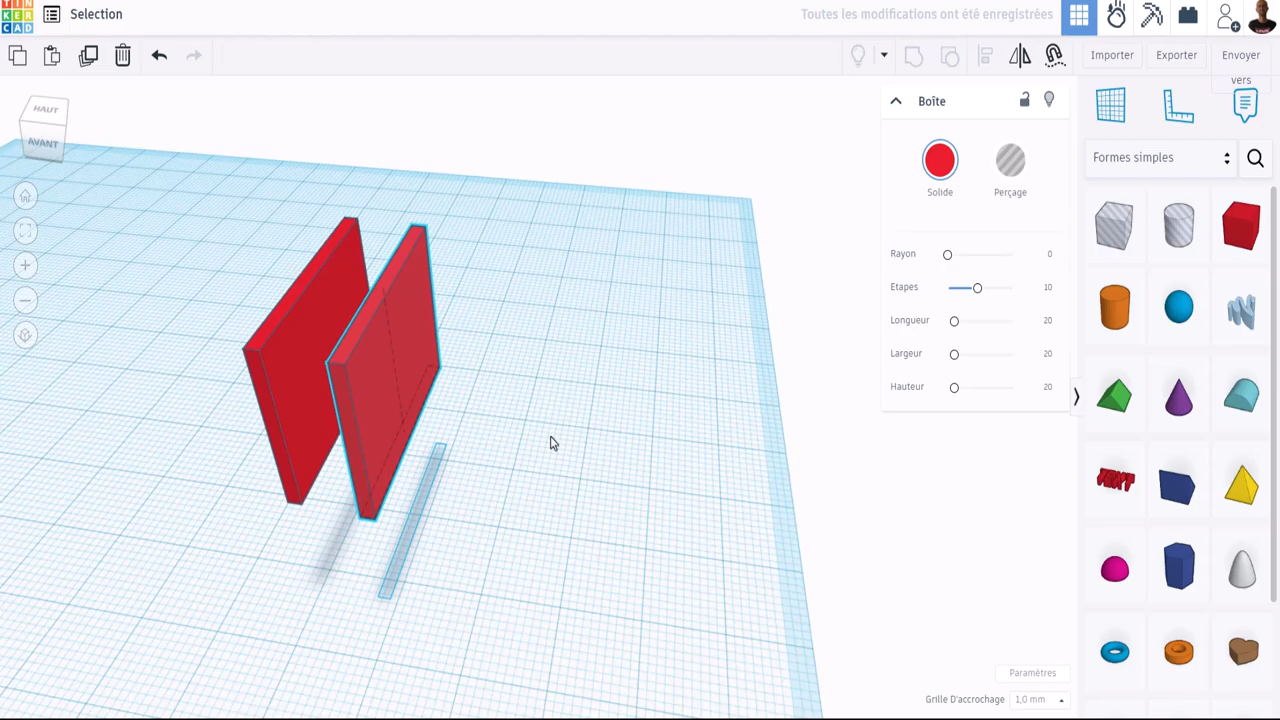 TIN
KER
CAD
Selection
Toutes les modifications ont été enregistrées
Importer
Exporter
Envoyer vers
HAUT
AVANT
Boîte
Solide
Perçage
Rayon 0
Etapes 10
Longueur 20
Largeur 20
Hauteur 20
Formes simples
Paramètres
Grille D'accrochage 1,0 mm